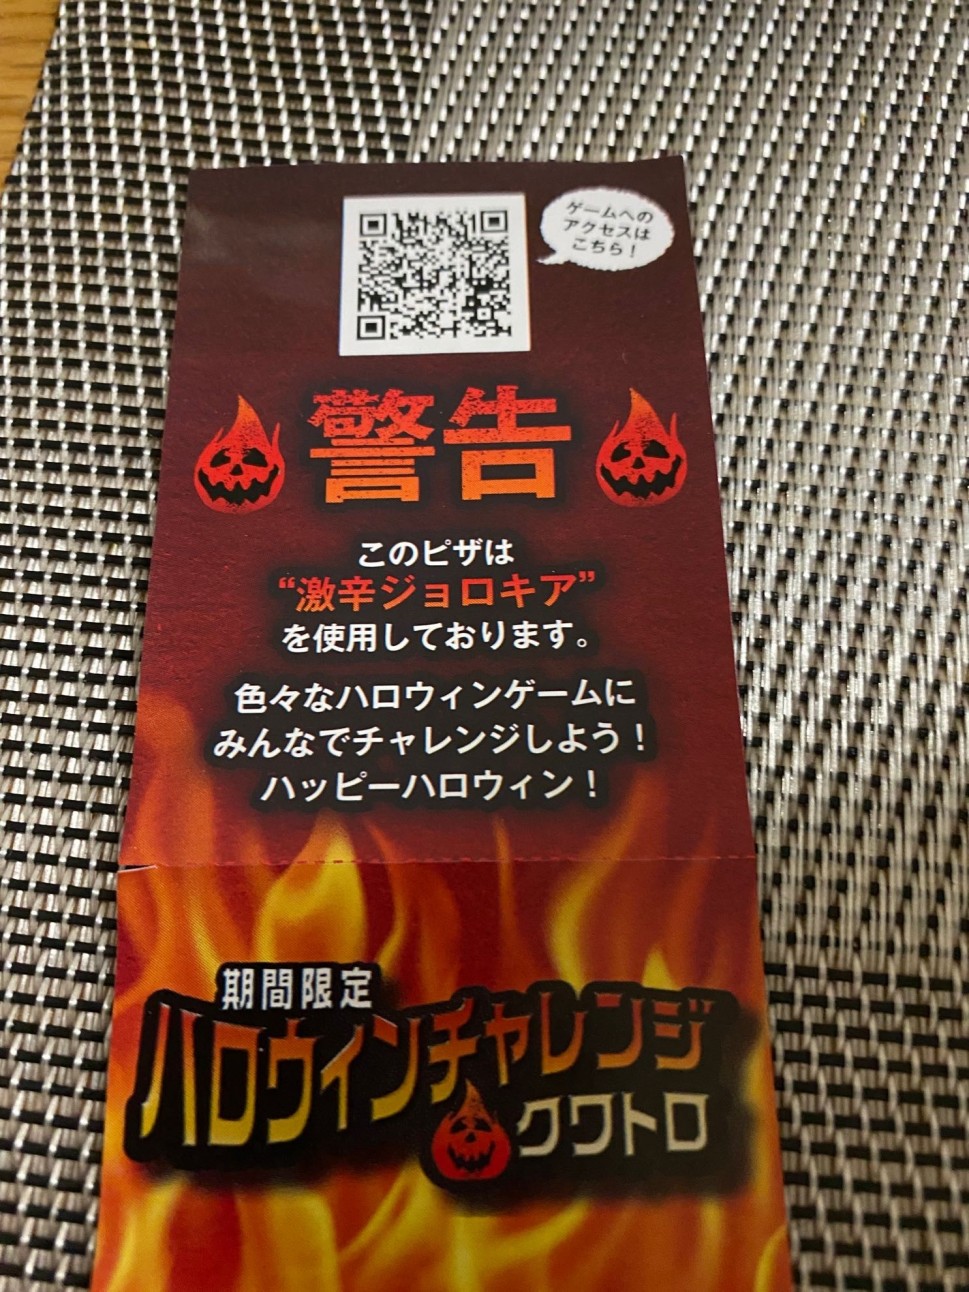 ゲームへの
アクセスは
こちら！
警告
このピザは
“激辛ジョロキア”
を使用しております。
色々なハロウィンゲームに
みんなでチャレンジしよう！
ハッピーハロウィン！
期間限定
ハロウィンチャレンジ
クワトロ